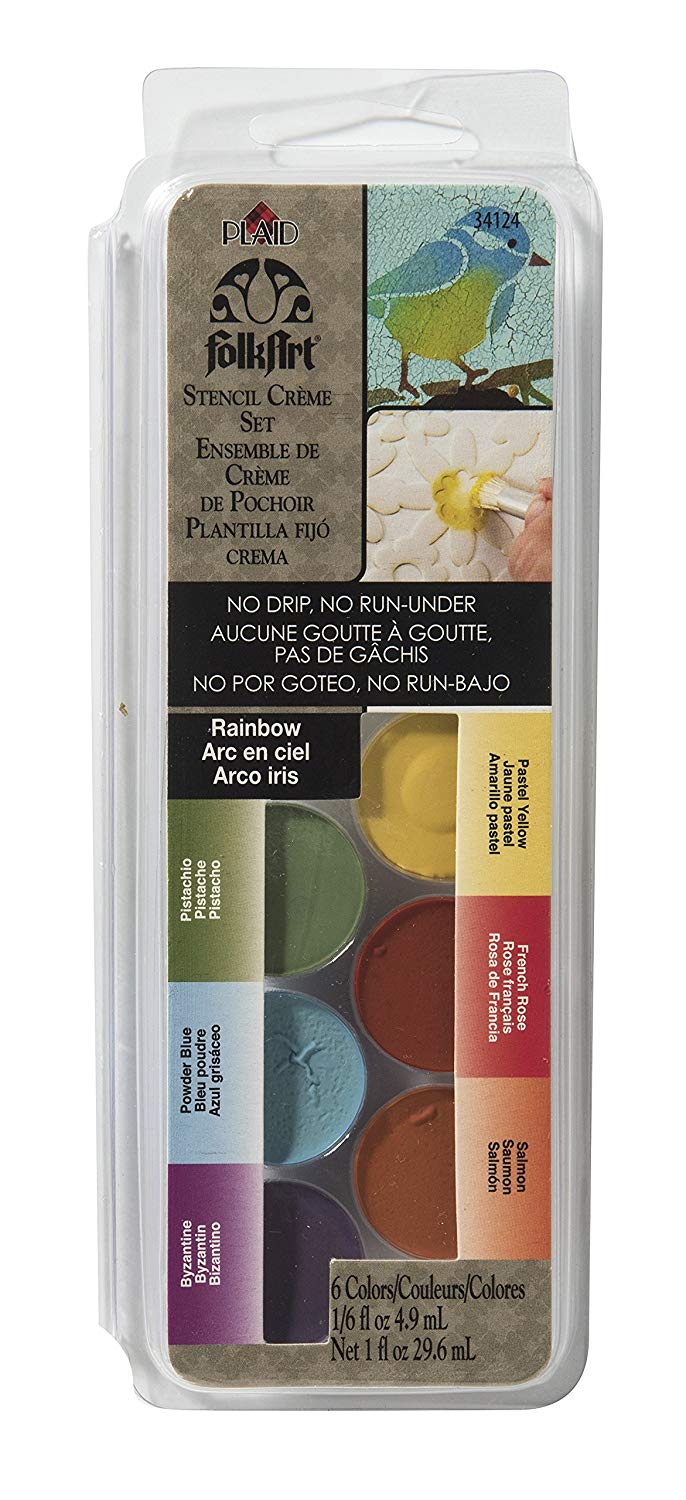 PLAID
34124
FolkArt®
STENCIL CRÈME
SET
ENSEMBLE DE
CRÈME
DE POCHOIR
PLANTILLA FIJÓ
CREMA
NO DRIP, NO RUN-UNDER
AUCUNE GOUTTE À GOUTTE,
PAS DE GÂCHIS
NO POR GOTEO, NO RUN-BAJO
Rainbow
Arc en ciel
Arco iris
Pastel Yellow
Jaune pastel
Amarillo pastel
Pistachio
Pistache
Pistacho
French Rose
Rose français
Rosa de Francia
Powder Blue
Bleu poudre
Azul grisáceo
Salmon
Saumon
Salmón
Byzantine
Byzantin
Bizantino
6 Colors/Couleurs/Colores
1/6 fl oz 4.9 mL
Net 1 fl oz 29.6 mL